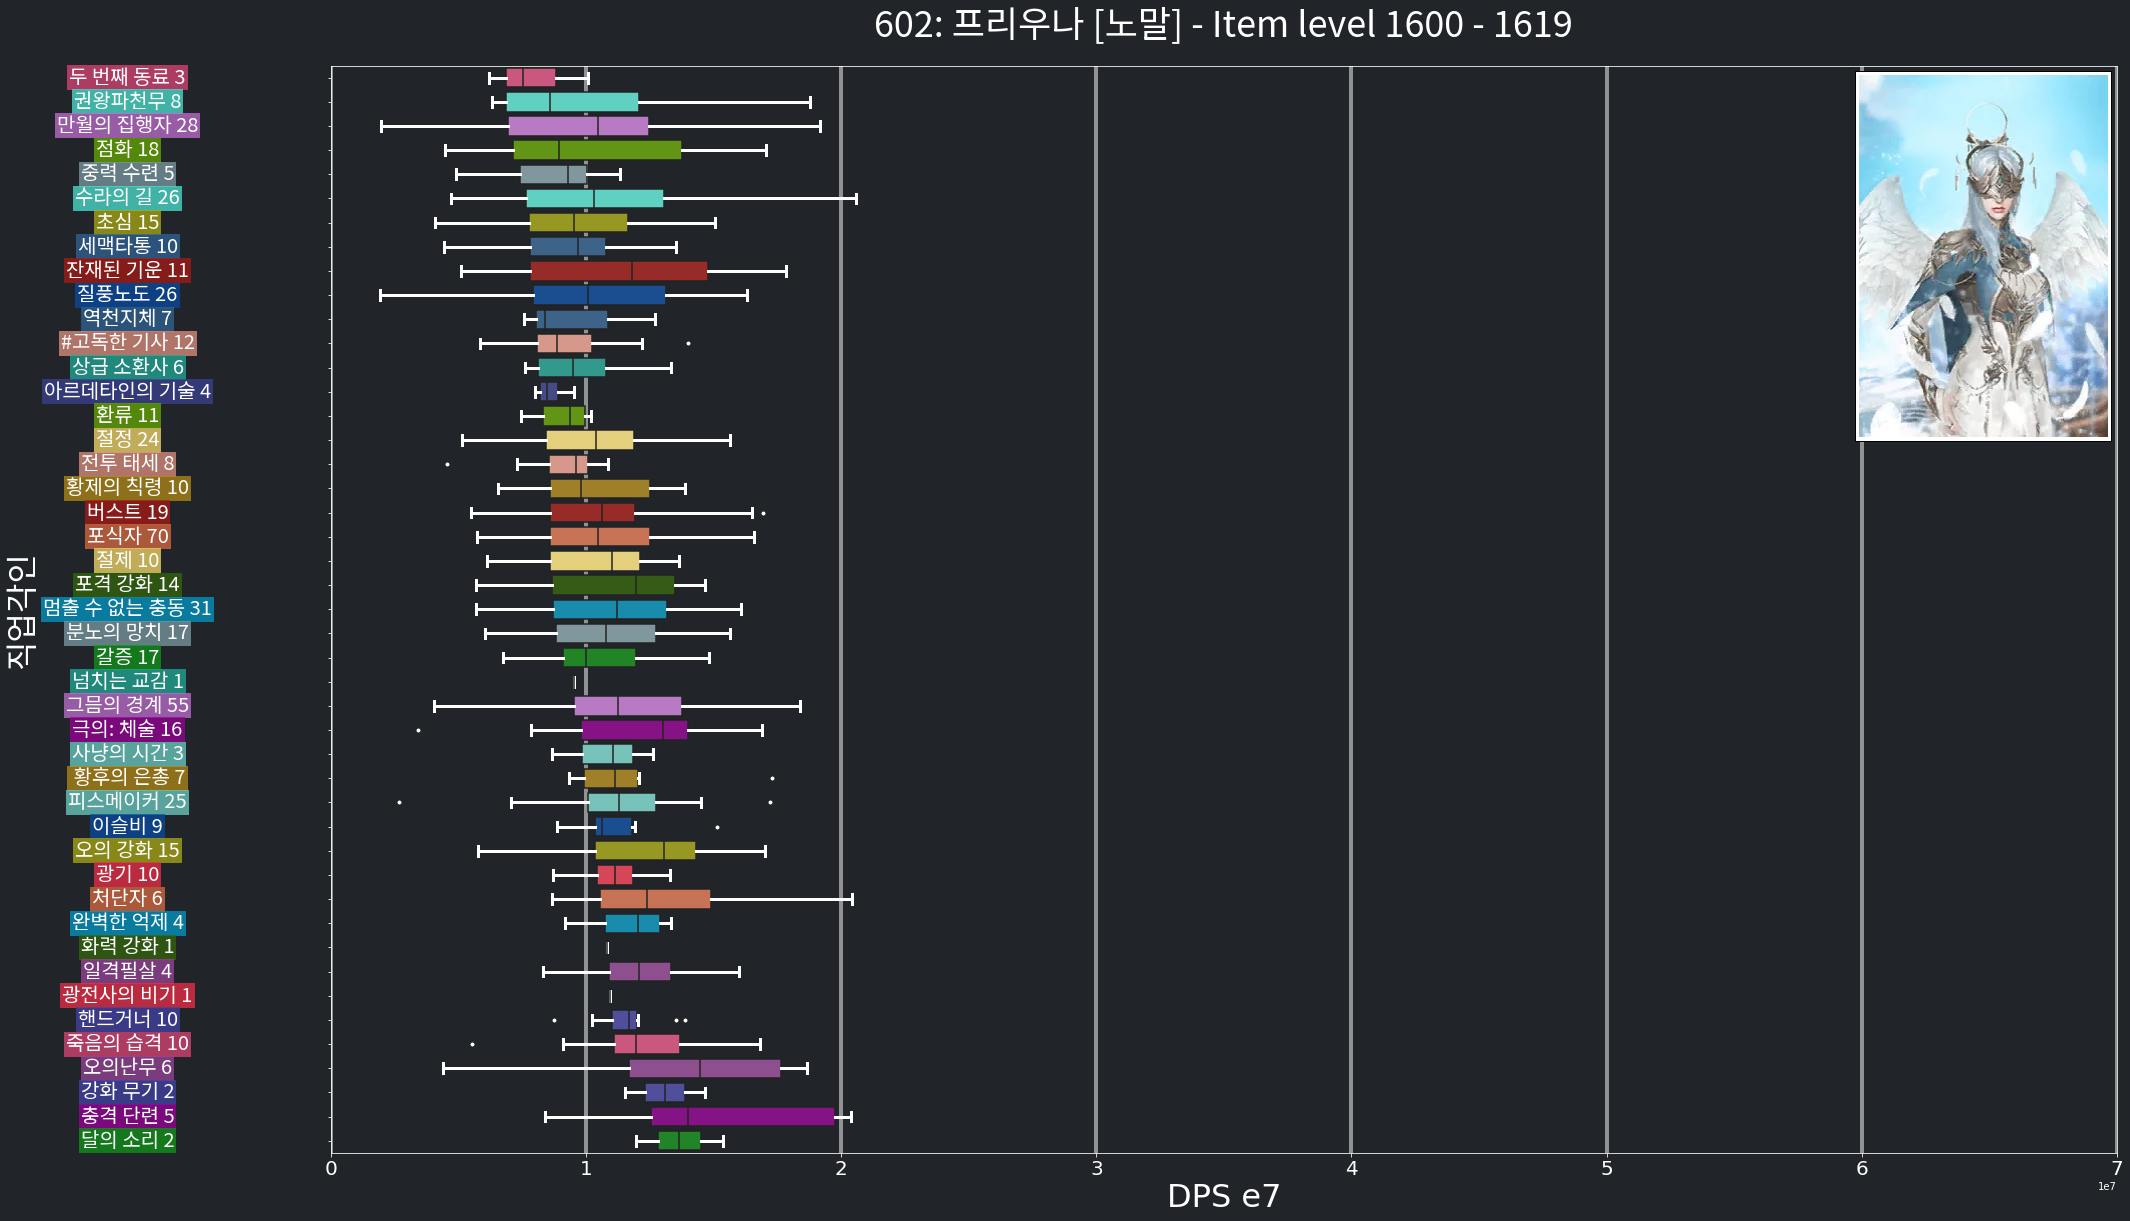 602: 프리우나 [노말] - Item level 1600 - 1619
두 번째 동료 3
권왕파천무 8
만월의 집행자 28
점화 18
중력 수련 5
수라의 길 26
초심 15
세맥타통 10
잔재된 기운 11
질풍노도 26
역천지체 7
#고독한 기사 12
상급 소환사 6
아르데타인의 기술 4
환류 11
절정 24
전투 태세 8
황제의 칙령 10
버스트 19
포식자 70
절제 10
포격 강화 14
멈출 수 없는 충동 31
분노의 망치 17
갈증 17
넘치는 교감 1
그믐의 경계 55
극의: 체술 16
사냥의 시간 3
황후의 은총 7
피스메이커 25
이슬비 9
오의 강화 15
광기 10
처단자 6
완벽한 억제 4
화력 강화 1
일격필살 4
광전사의 비기 1
핸드거너 10
죽음의 습격 10
오의난무 6
강화 무기 2
충격 단련 5
달의 소리 2
직업각인
0 1 2 3 4 5 6 7
DPS e7
1e7